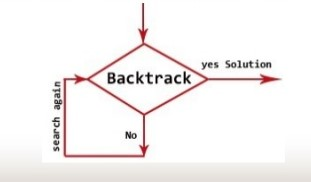 yes Solution
Backtrack
search again
No